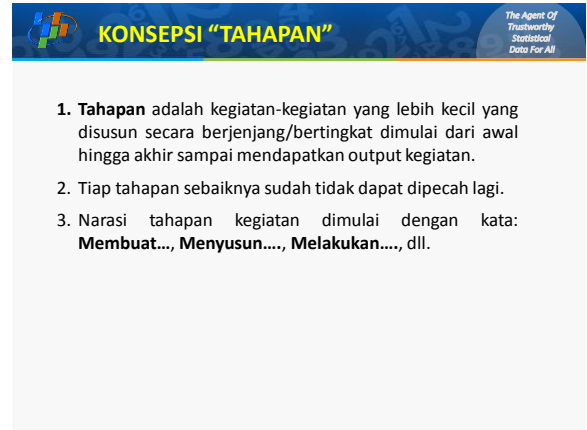 KONSEPSI “TAHAPAN”
The Agent Of
Trustworthy
Statistical
Data For All
1. Tahapan adalah kegiatan-kegiatan yang lebih kecil yang
disusun secara berjenjang/bertingkat dimulai dari awal
hingga akhir sampai mendapatkan output kegiatan.
2. Tiap tahapan sebaiknya sudah tidak dapat dipecah lagi.
3. Narasi tahapan kegiatan dimulai dengan kata:
Membuat…, Menyusun…., Melakukan…., dll.